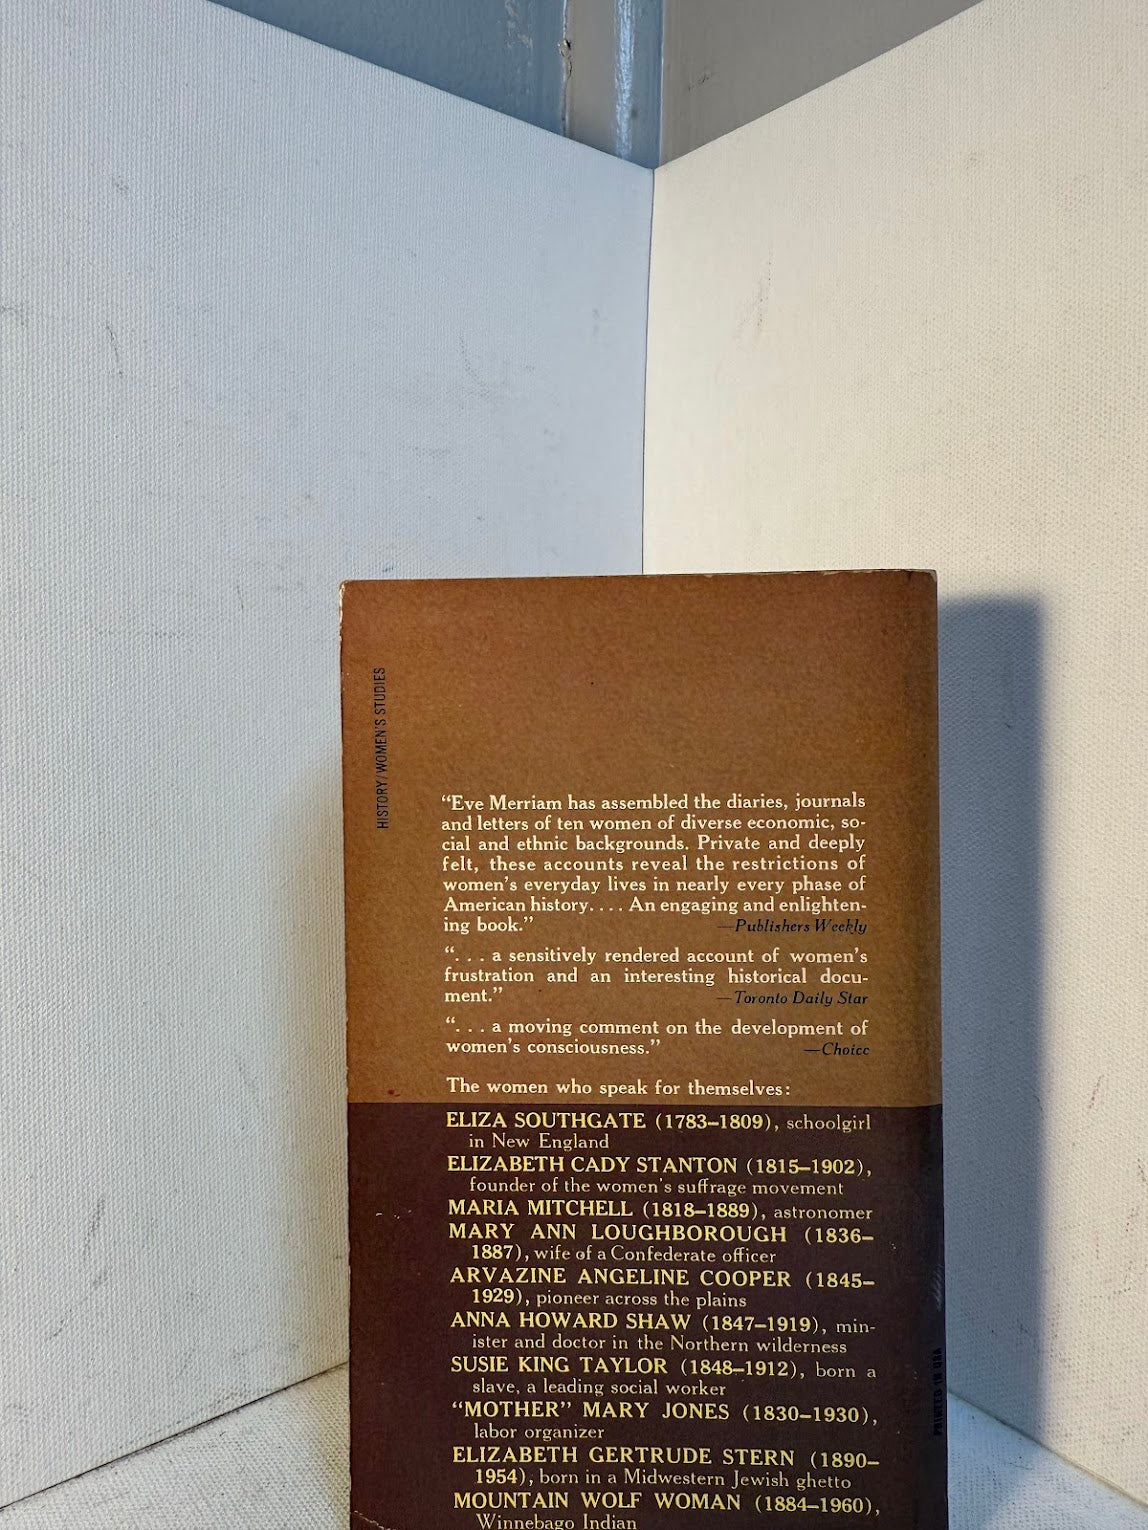 HISTORY/WOMEN'S STUDIES
“Eve Merriam has assembled the diaries, journals
and letters of ten women of diverse economic, so-
cial and ethnic backgrounds. Private and deeply
felt, these accounts reveal the restrictions of
women's everyday lives in nearly every phase of
American history. . . . An engaging and enlighten-
ing book.” —Publishers Weekly
“. . . a sensitively rendered account of women's
frustration and an interesting historical docu-
ment.” —Toronto Daily Star
“. . . a moving comment on the development of
women's consciousness.” —Choice
The women who speak for themselves:
ELIZA SOUTHGATE (1783–1809), schoolgirl
in New England
ELIZABETH CADY STANTON (1815–1902),
founder of the women's suffrage movement
MARIA MITCHELL (1818–1889), astronomer
MARY ANN LOUGHBOROUGH (1836–
1887), wife of a Confederate officer
ARVAZINE ANGELINE COOPER (1845–
1929), pioneer across the plains
ANNA HOWARD SHAW (1847–1919), min-
ister and doctor in the Northern wilderness
SUSIE KING TAYLOR (1848–1912), born a
slave, a leading social worker
“MOTHER” MARY JONES (1830–1930),
labor organizer
ELIZABETH GERTRUDE STERN (1890–
1954), born in a Midwestern Jewish ghetto
MOUNTAIN WOLF WOMAN (1884–1960),
Winnebago Indian
PRINTED IN USA